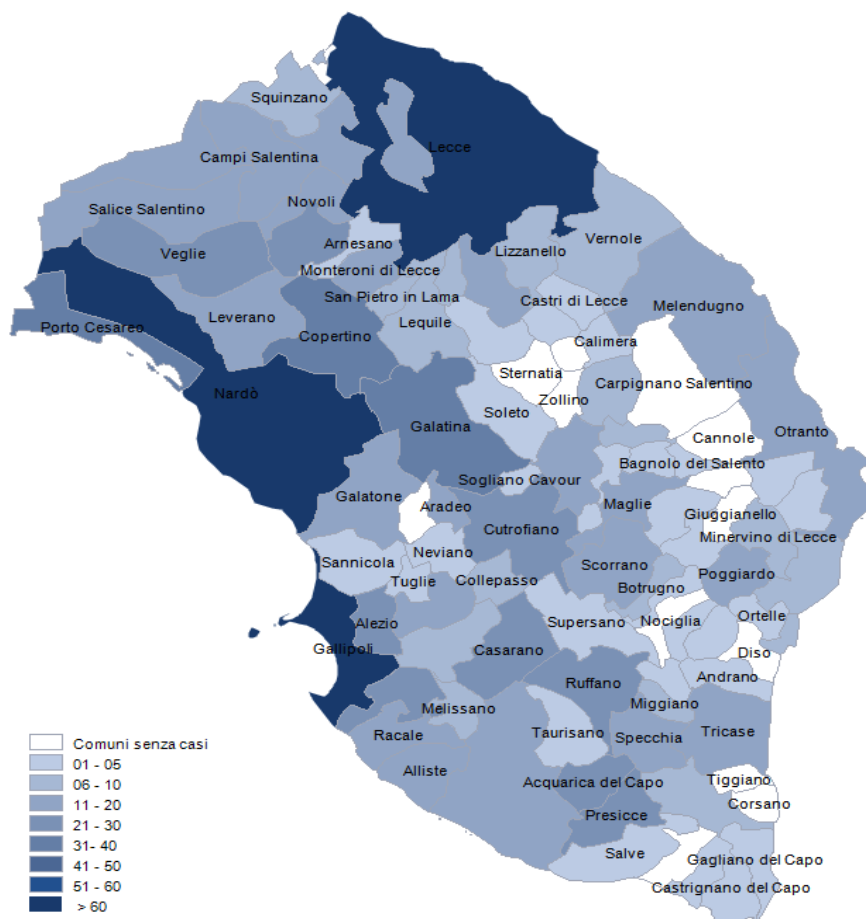 Squinzano
Lecce
Campi Salentina
Novoli
Salice Salentino
Arnesano
Vernole
Lizzanello
Veglie
Monteroni di Lecce
San Pietro in Lama
Castri di Lecce
Melendugno
Leverano
Lequile
Porto Cesareo
Copertino
Calimera
Sternatia
Carpignano Salentino
Nardò
Zollino
Soleto
Galatina
Cannole
Otranto
Bagnolo del Salento
Sogliano Cavour
Galatone
Aradeo
Maglie
Giuggianello
Cutrofiano
Minervino di Lecce
Neviano
Sannicola
Scorrano
Poggiardo
Tuglie
Collepasso
Botrugno
Alezio
Supersano
Nociglia
Ortelle
Gallipoli
Casarano
Diso
Andrano
Ruffano
Miggiano
Melissano
Taurisano
Racale
Specchia
Tricase
Alliste
Acquarica del Capo
Tiggiano
Corsano
Presicce
Salve
Gagliano del Capo
Castrignano del Capo
Comuni senza casi
01 - 05
06 - 10
11 - 20
21 - 30
31- 40
41 - 50
51 - 60
> 60